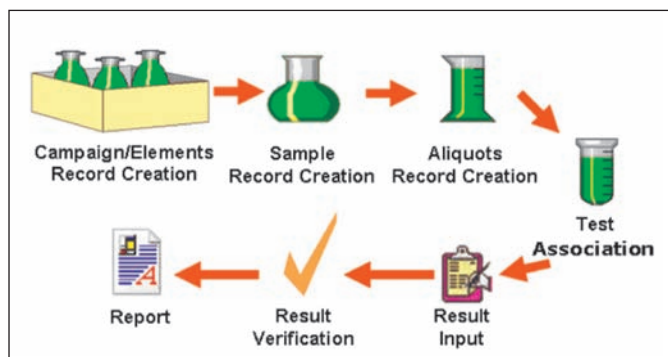 Campaign/Elements
Record Creation
Sample
Record Creation
Aliquots
Record Creation
Test
Association
Result
Input
Result
Verification
Report